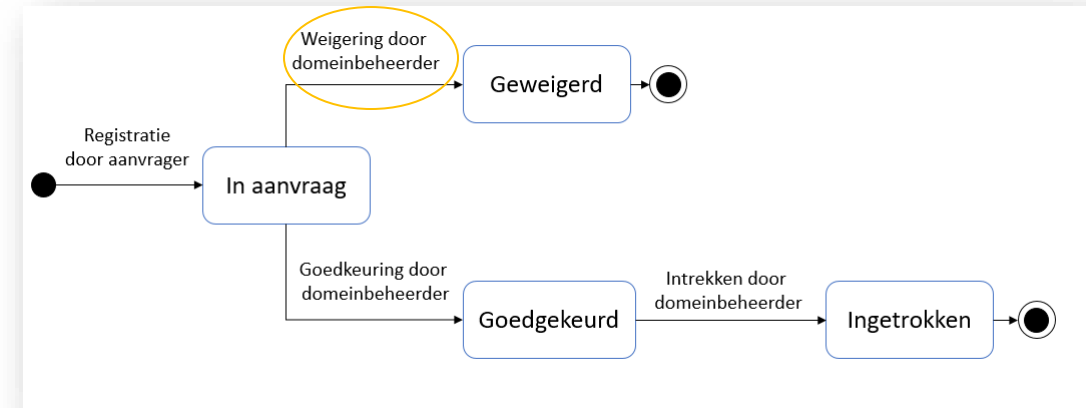 Weigering door
domeinbeheerder
Geweigerd
Registratie
door aanvrager
In aanvraag
Goedkeuring door
domeinbeheerder
Goedgekeurd
Intrekken door
domeinbeheerder
Ingetrokken